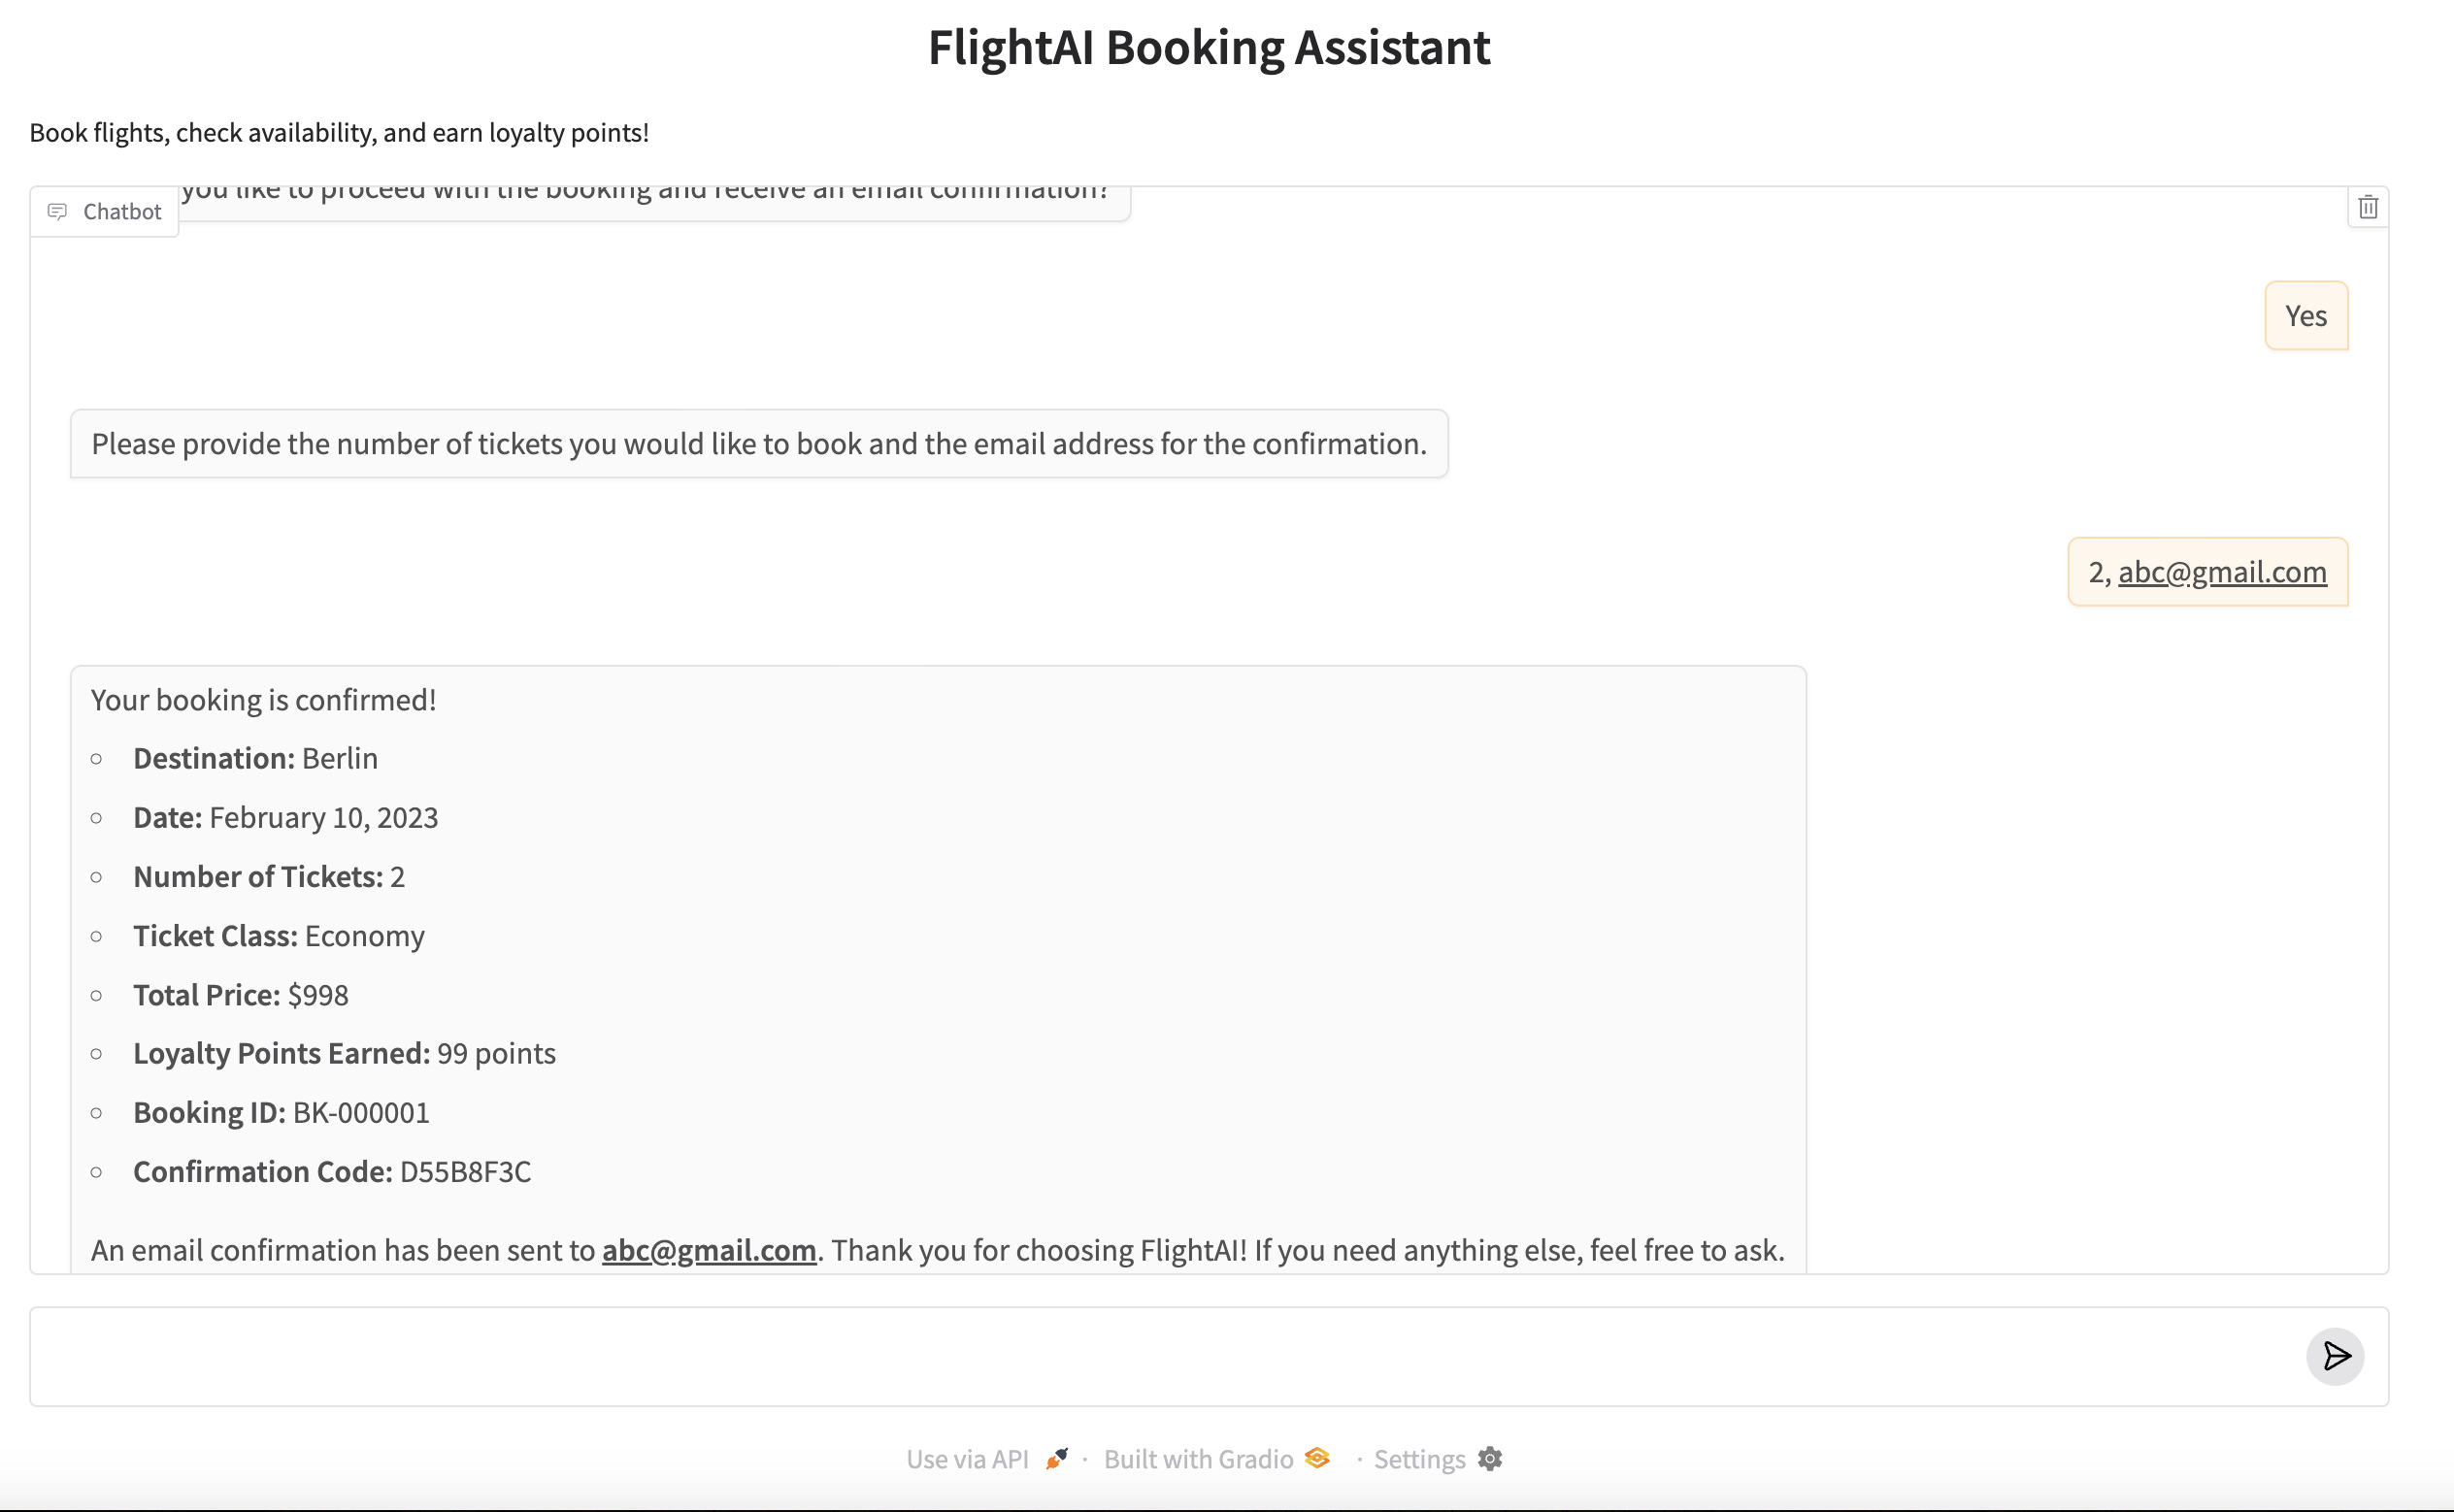 FlightAI Booking Assistant
Book flights, check availability, and earn loyalty points!
Chatbot
you like to proceed with the booking and receive an email confirmation?
Yes
Please provide the number of tickets you would like to book and the email address for the confirmation.
2, abc@gmail.com
Your booking is confirmed!
Destination: Berlin
Date: February 10, 2023
Number of Tickets: 2
Ticket Class: Economy
Total Price: $998
Loyalty Points Earned: 99 points
Booking ID: BK-000001
Confirmation Code: D55B8F3C
An email confirmation has been sent to abc@gmail.com. Thank you for choosing FlightAI! If you need anything else, feel free to ask.
Use via API · Built with Gradio · Settings